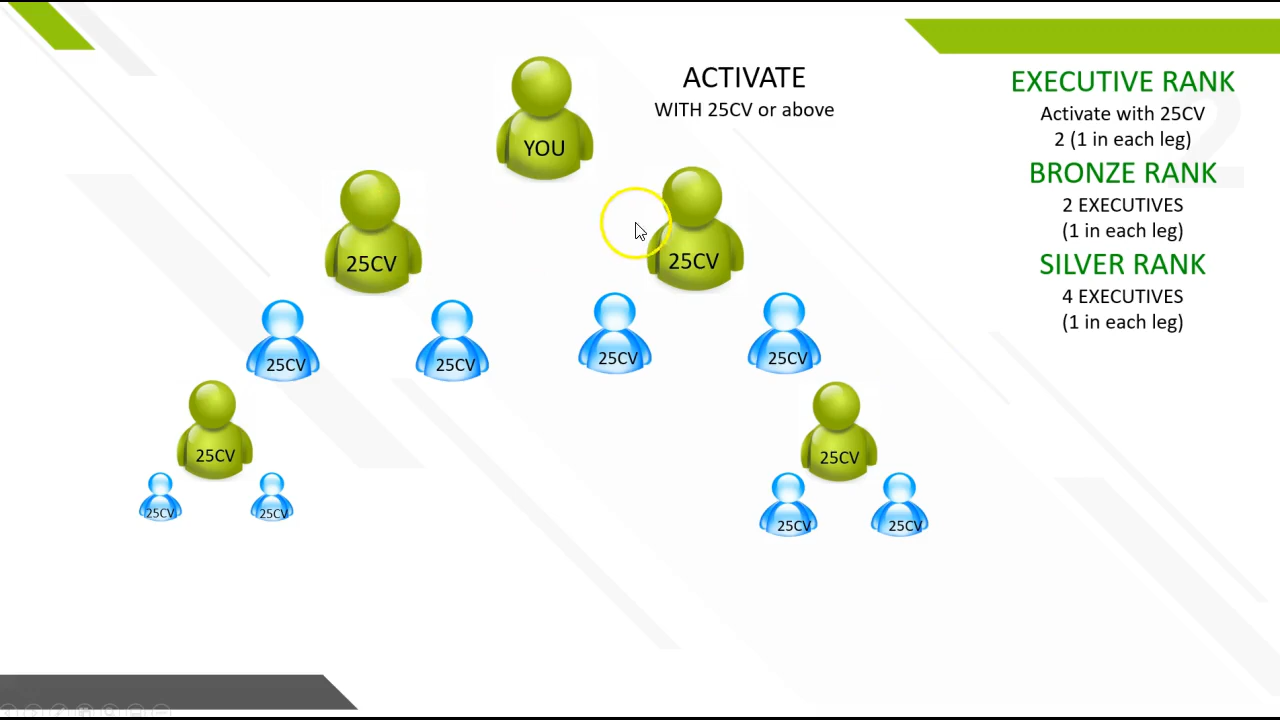 ACTIVATE
WITH 25CV or above
YOU
25CV
25CV
25CV
25CV
25CV
25CV
25CV
25CV
25CV
25CV
25CV
25CV
EXECUTIVE RANK
Activate with 25CV
2 (1 in each leg)
BRONZE RANK
2 EXECUTIVES
(1 in each leg)
SILVER RANK
4 EXECUTIVES
(1 in each leg)
2